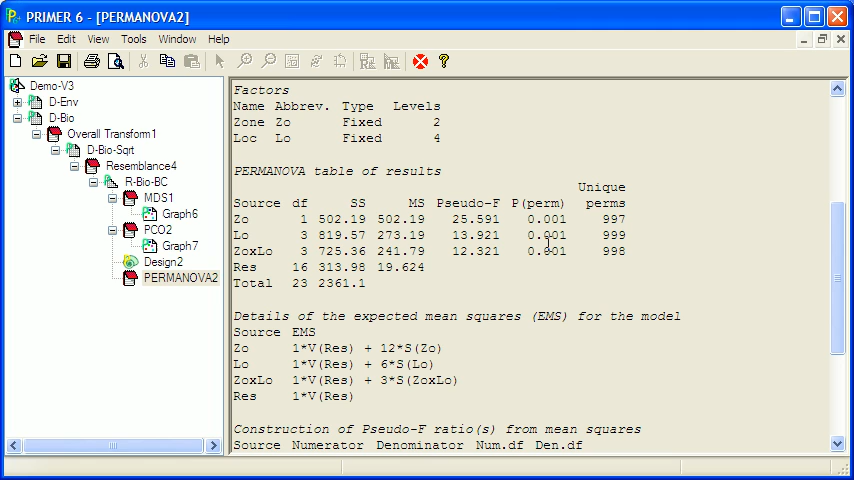 PRIMER 6 - [PERMANOVA2]
File Edit View Tools Window Help
Demo-V3
D-Env
D-Bio
Overall Transform1
D-Bio-Sqrt
Resemblance4
R-Bio-BC
MDS1
Graph6
PCO2
Graph7
Design2
PERMANOVA2
Factors
Name Abbrev. Type Levels
Zone Zo Fixed 2
Loc Lo Fixed 4
PERMANOVA table of results
Unique
Source df SS MS Pseudo-F P(perm) perms
Zo 1 502.19 502.19 25.591 0.001 997
Lo 3 819.57 273.19 13.921 0.001 999
ZoxLo 3 725.36 241.79 12.321 0.001 998
Res 16 313.98 19.624
Total 23 2361.1
Details of the expected mean squares (EMS) for the model
Source EMS
Zo 1*V(Res) + 12*S(Zo)
Lo 1*V(Res) + 6*S(Lo)
ZoxLo 1*V(Res) + 3*S(ZoxLo)
Res 1*V(Res)
Construction of Pseudo-F ratio(s) from mean squares
Source Numerator Denominator Num.df Den.df